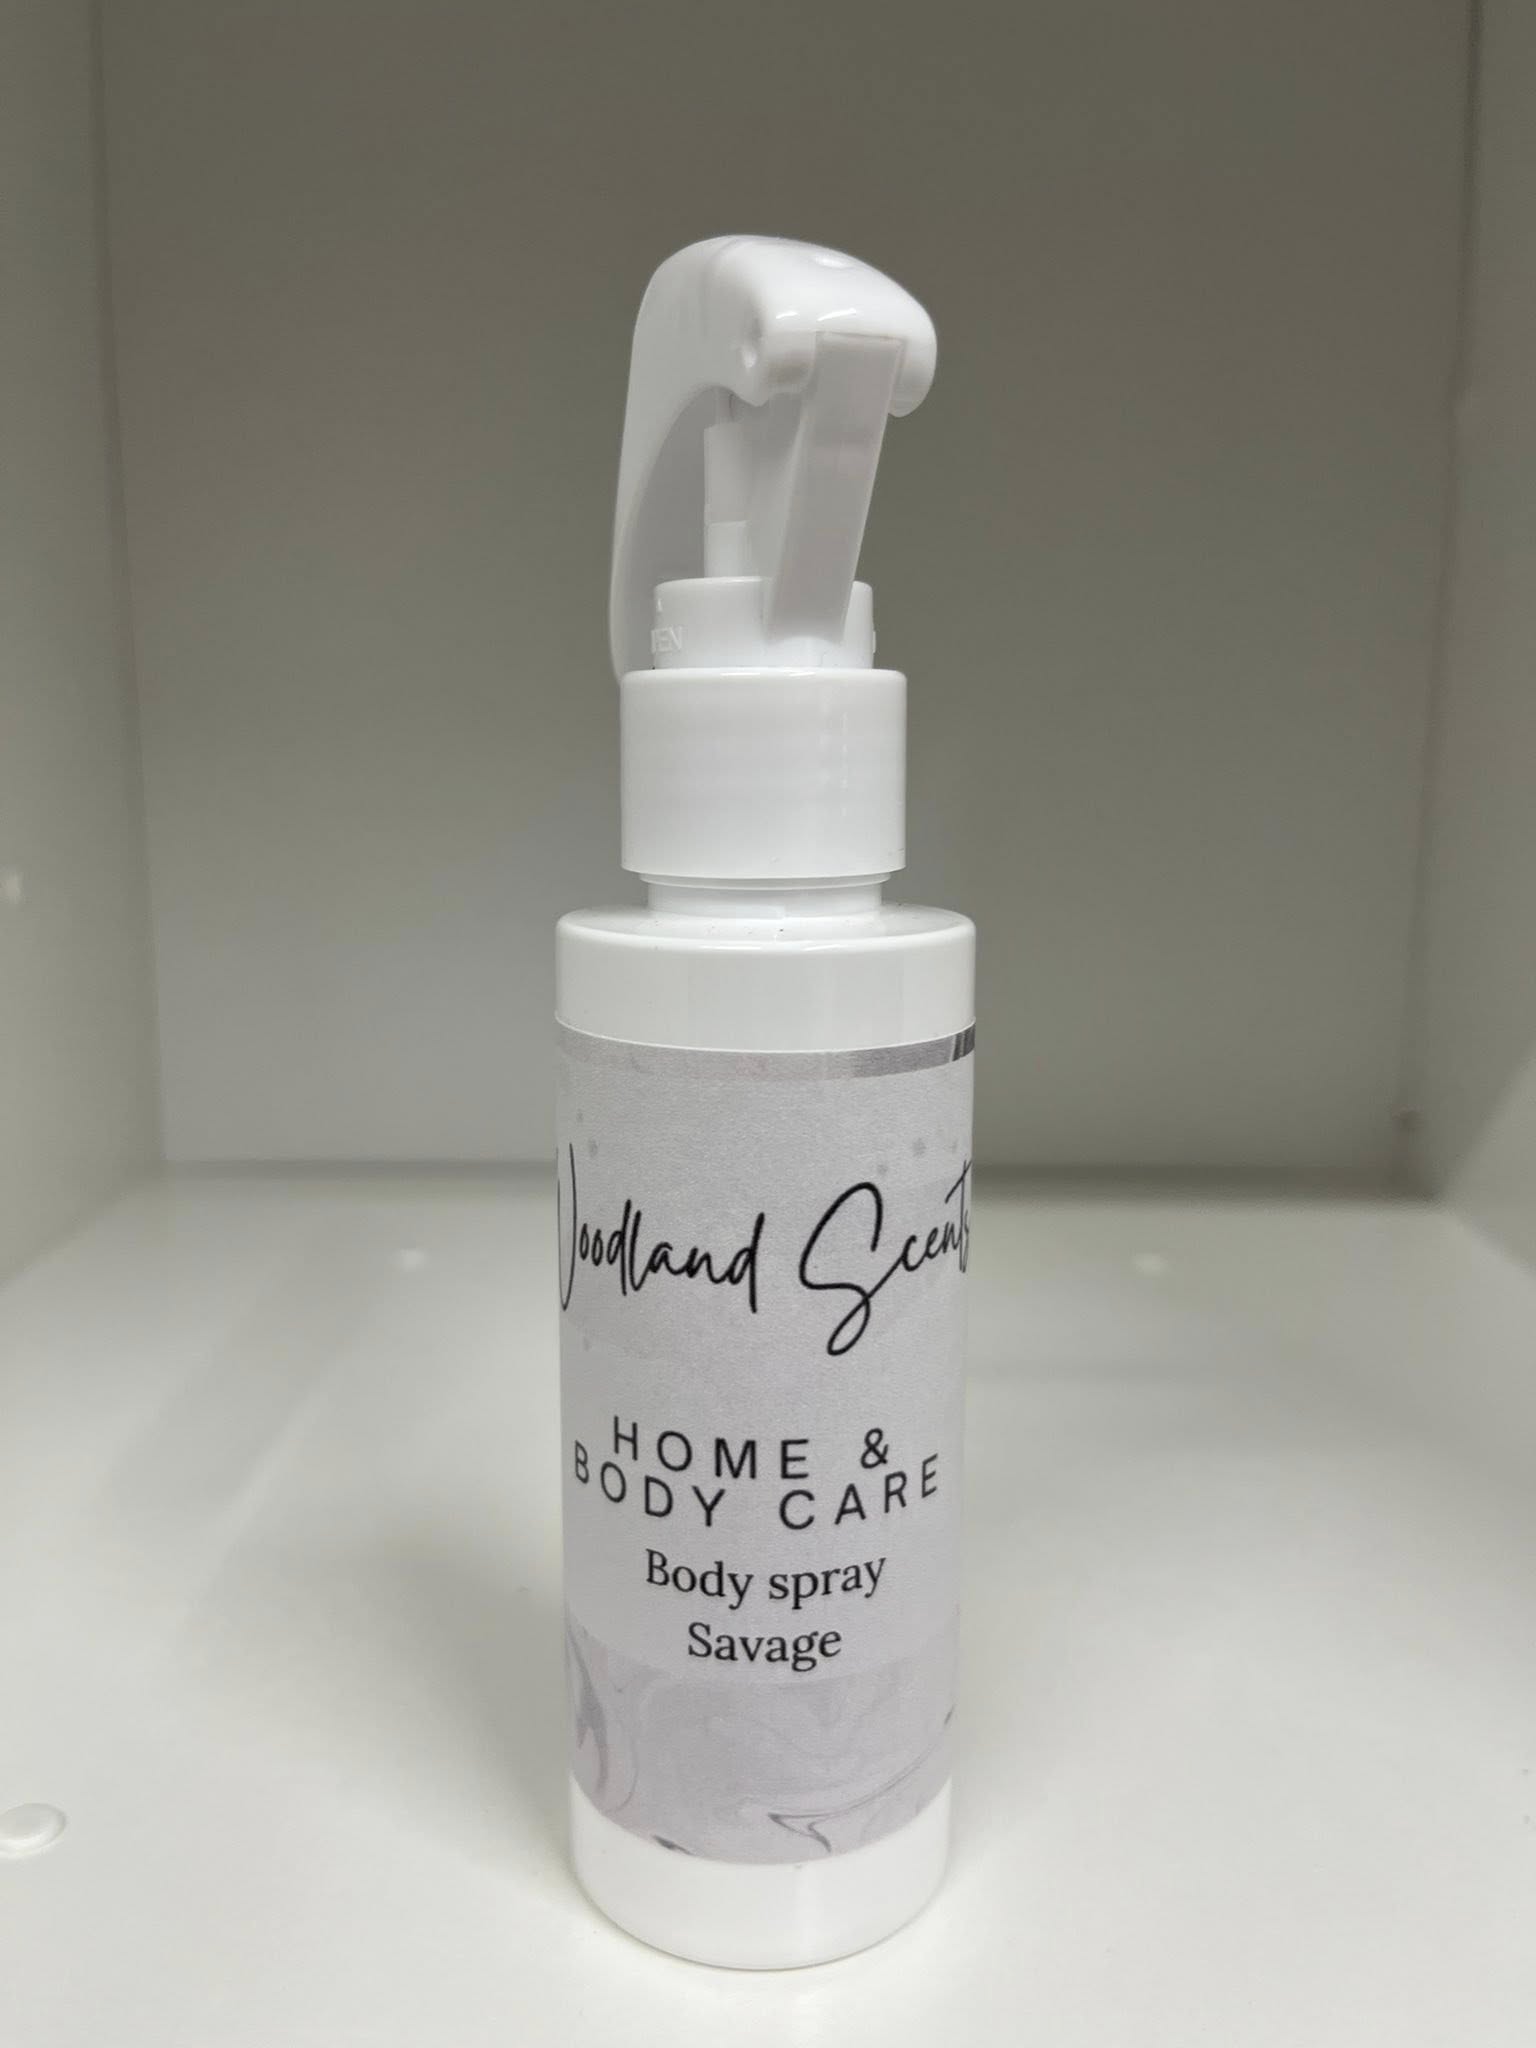 Woodland Scents
HOME &
BODY CARE
Body spray
Savage